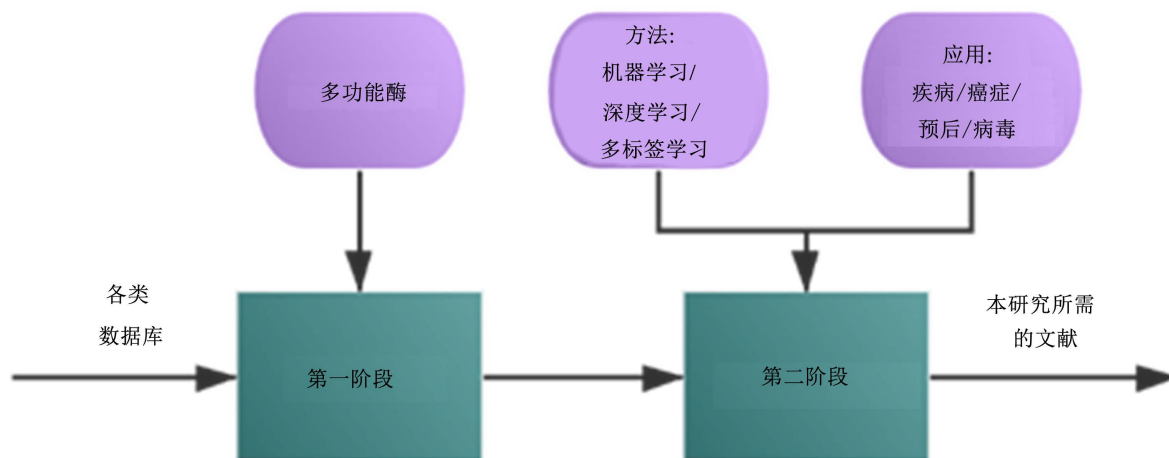 多功能酶
方法:
机器学习/
深度学习/
多标签学习
应用:
疾病/癌症/
预后/病毒
各类
数据库
第一阶段
第二阶段
本研究所需
的文献